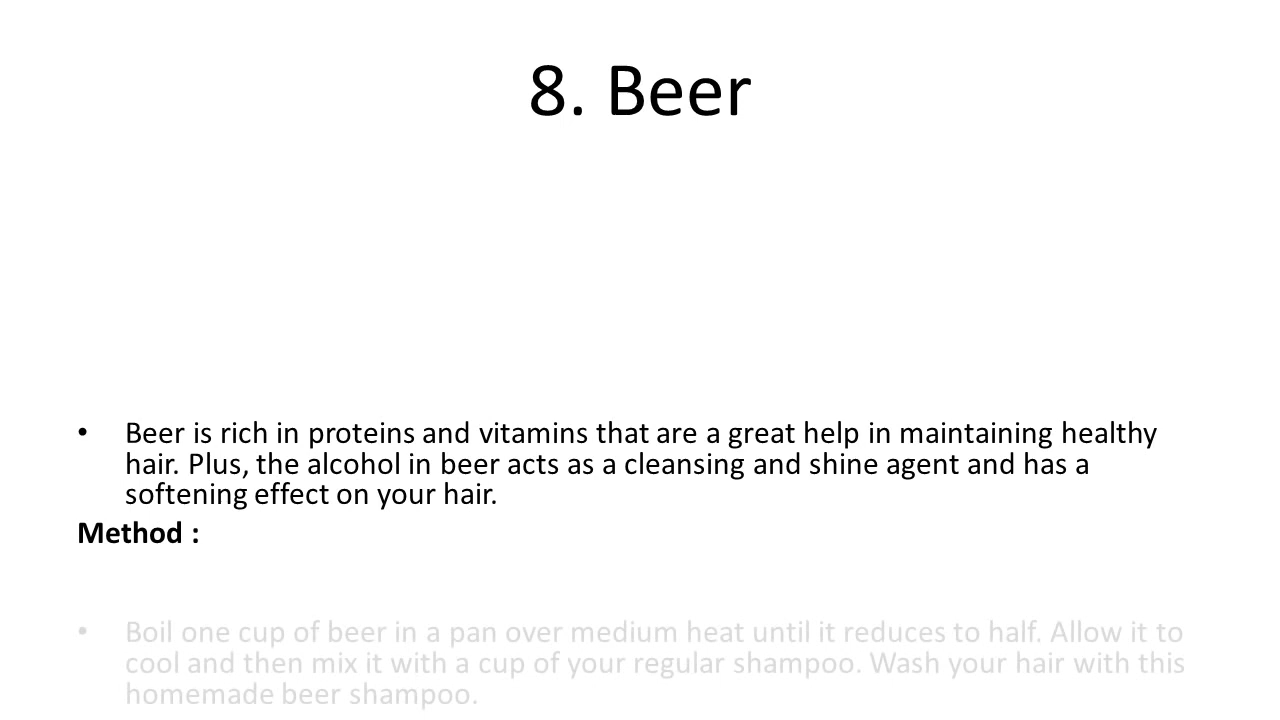 8. Beer
• Beer is rich in proteins and vitamins that are a great help in maintaining healthy
hair. Plus, the alcohol in beer acts as a cleansing and shine agent and has a
softening effect on your hair.
Method :
• Boil one cup of beer in a pan over medium heat until it reduces to half. Allow it to
cool and then mix it with a cup of your regular shampoo. Wash your hair with this
homemade beer shampoo.